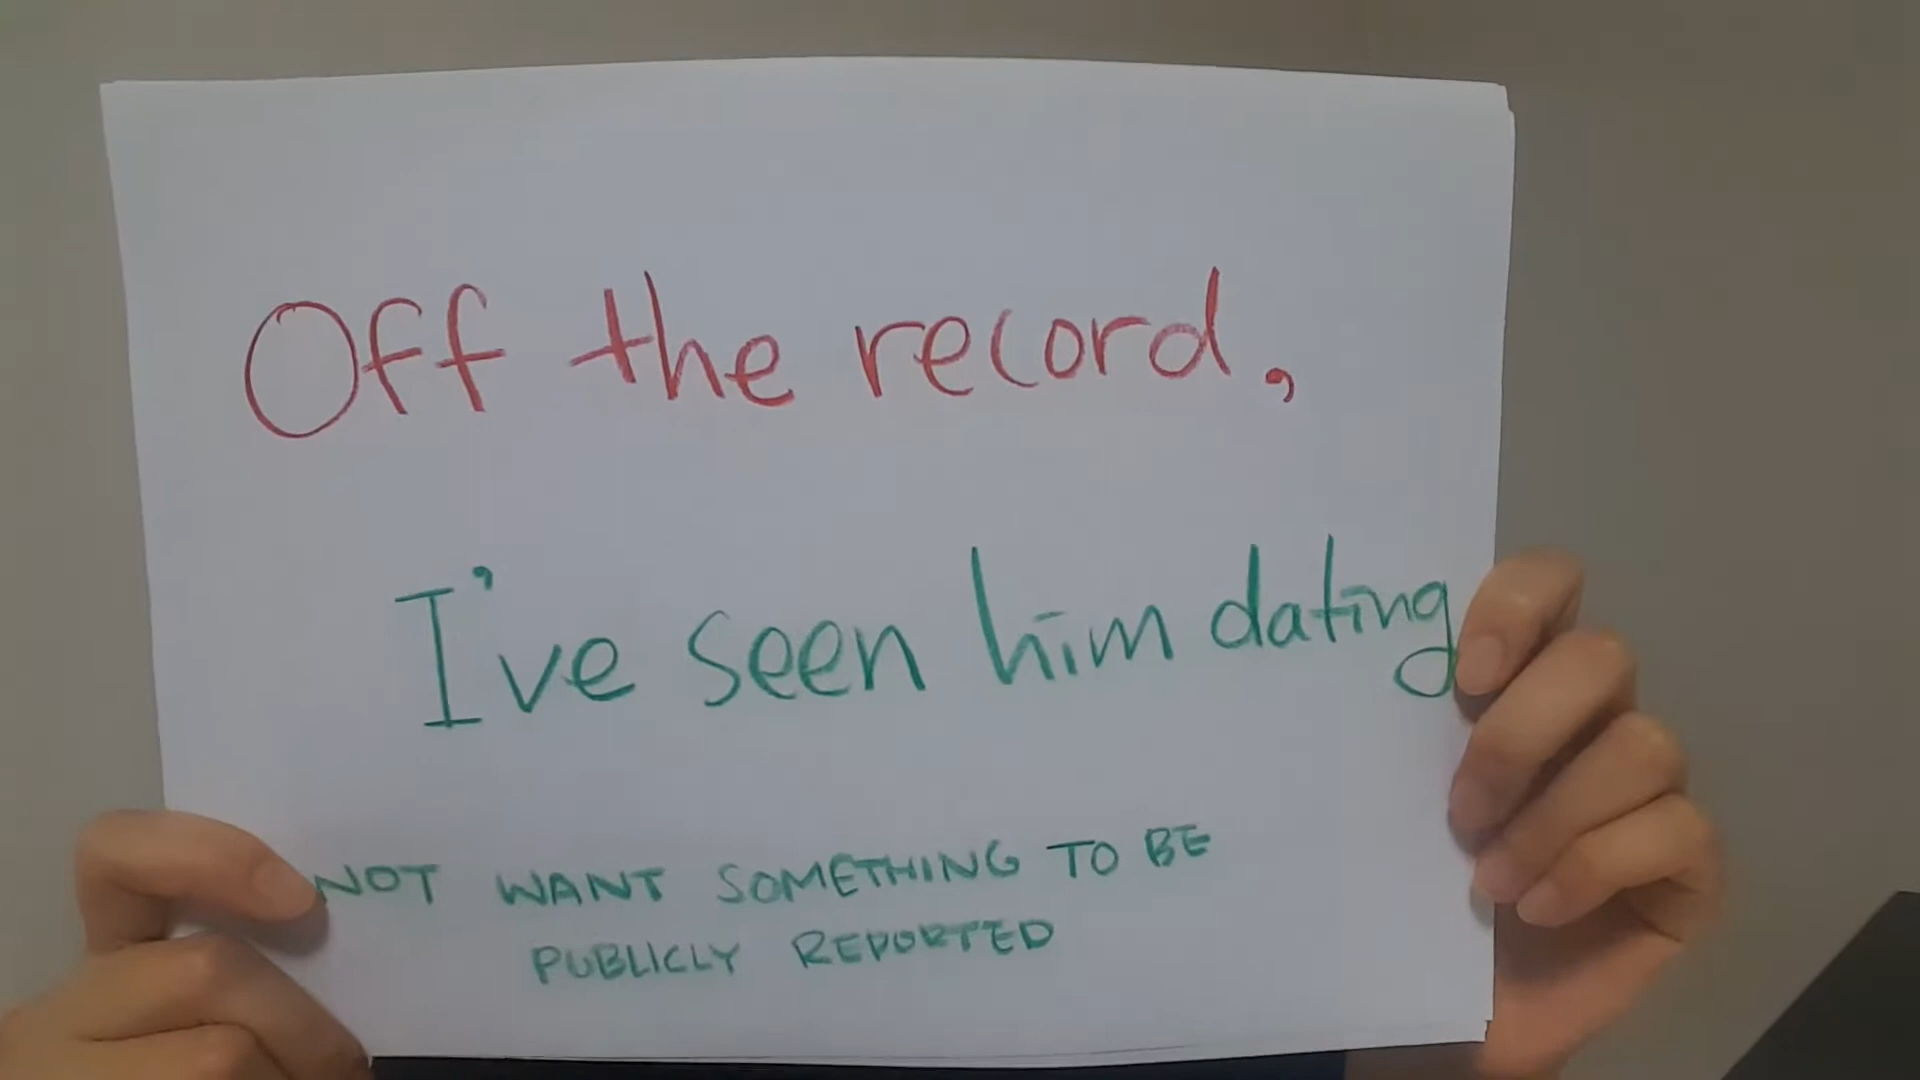 Off the record,
I've seen him dating
NOT WANT SOMETHING TO BE
PUBLICLY REPORTED